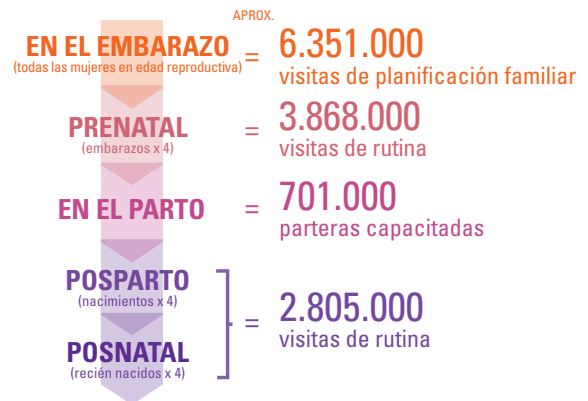 APROX.
EN EL EMBARAZO
(todas las mujeres en edad reproductiva)
=
6.351.000
visitas de planificación familiar
PRENATAL
(embarazos x 4)
=
3.868.000
visitas de rutina
EN EL PARTO
=
701.000
parteras capacitadas
POSPARTO
(nacimientos x 4)
POSNATAL
(recién nacidos x 4)
=
2.805.000
visitas de rutina